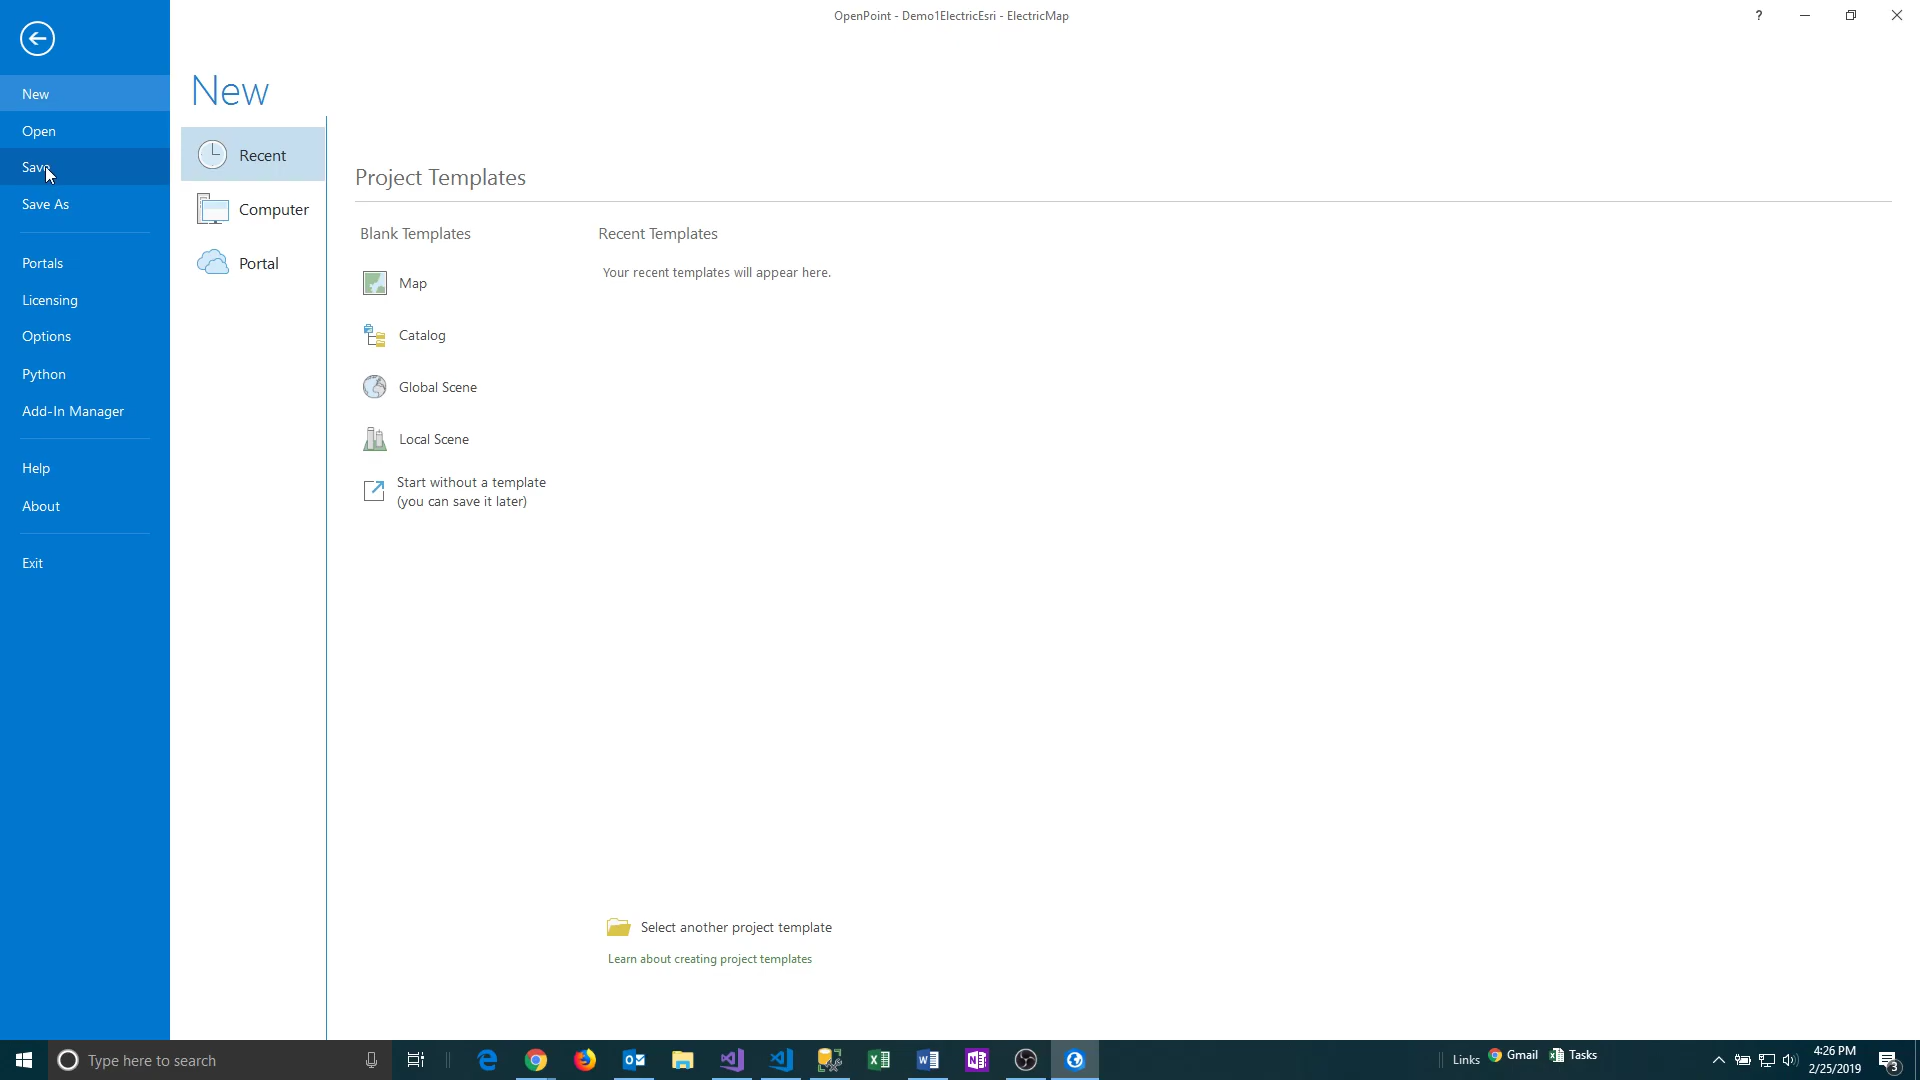 OpenPoint - Demo1ElectricEsri - ElectricMap
?
New
Open
Save
Save As
Portals
Licensing
Options
Python
Add-In Manager
Help
About
Exit
New
Recent
Computer
Portal
Project Templates
Blank Templates
Map
Catalog
Global Scene
Local Scene
Start without a template
(you can save it later)
Recent Templates
Your recent templates will appear here.
Select another project template
Learn about creating project templates
Type here to search
Links
Gmail
Tasks
4:26 PM
2/25/2019
3